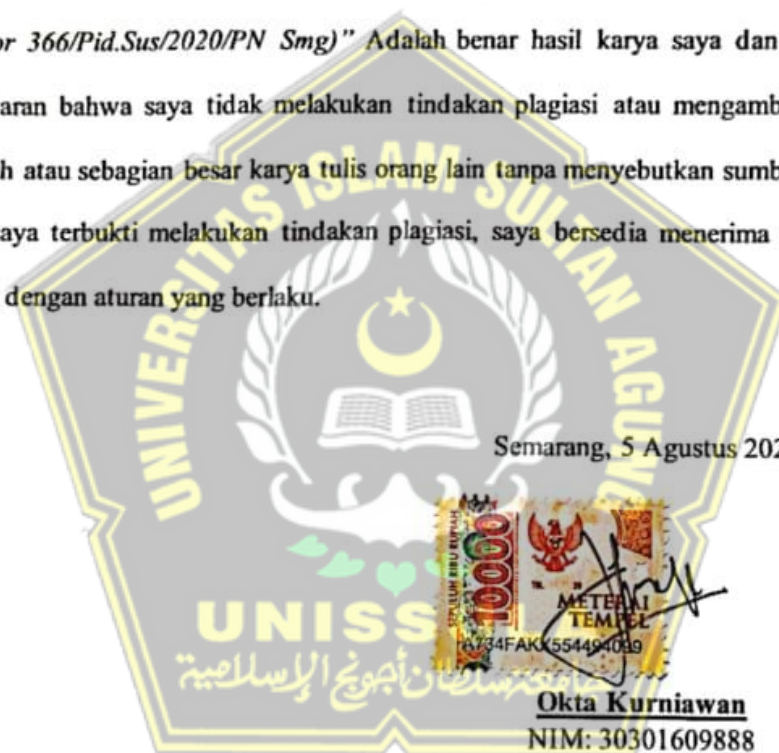 or 366/Pid.Sus/2020/PN Smg)" Adalah benar hasil karya saya dan
aran bahwa saya tidak melakukan tindakan plagiasi atau mengamb
h atau sebagian besar karya tulis orang lain tanpa menyebutkan sumb
aya terbukti melakukan tindakan plagiasi, saya bersedia menerima
dengan aturan yang berlaku.
UNIVERSITAS ISLAM SULTAN AGUNG
Semarang, 5 Agustus 202
SEPULUH RIBU RUPIAH
10000
METERAI
TEMPEL
A734FAKX554494099
UNISS
جامعة سلطان أجونج الإسلامية
Okta Kurniawan
NIM: 30301609888